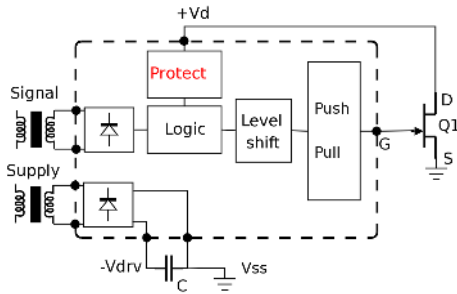 +Vd
Signal
Protect
Logic
Level
shift
Push
Pull
D
Q1
G
S
Supply
-Vdrv
C
Vss